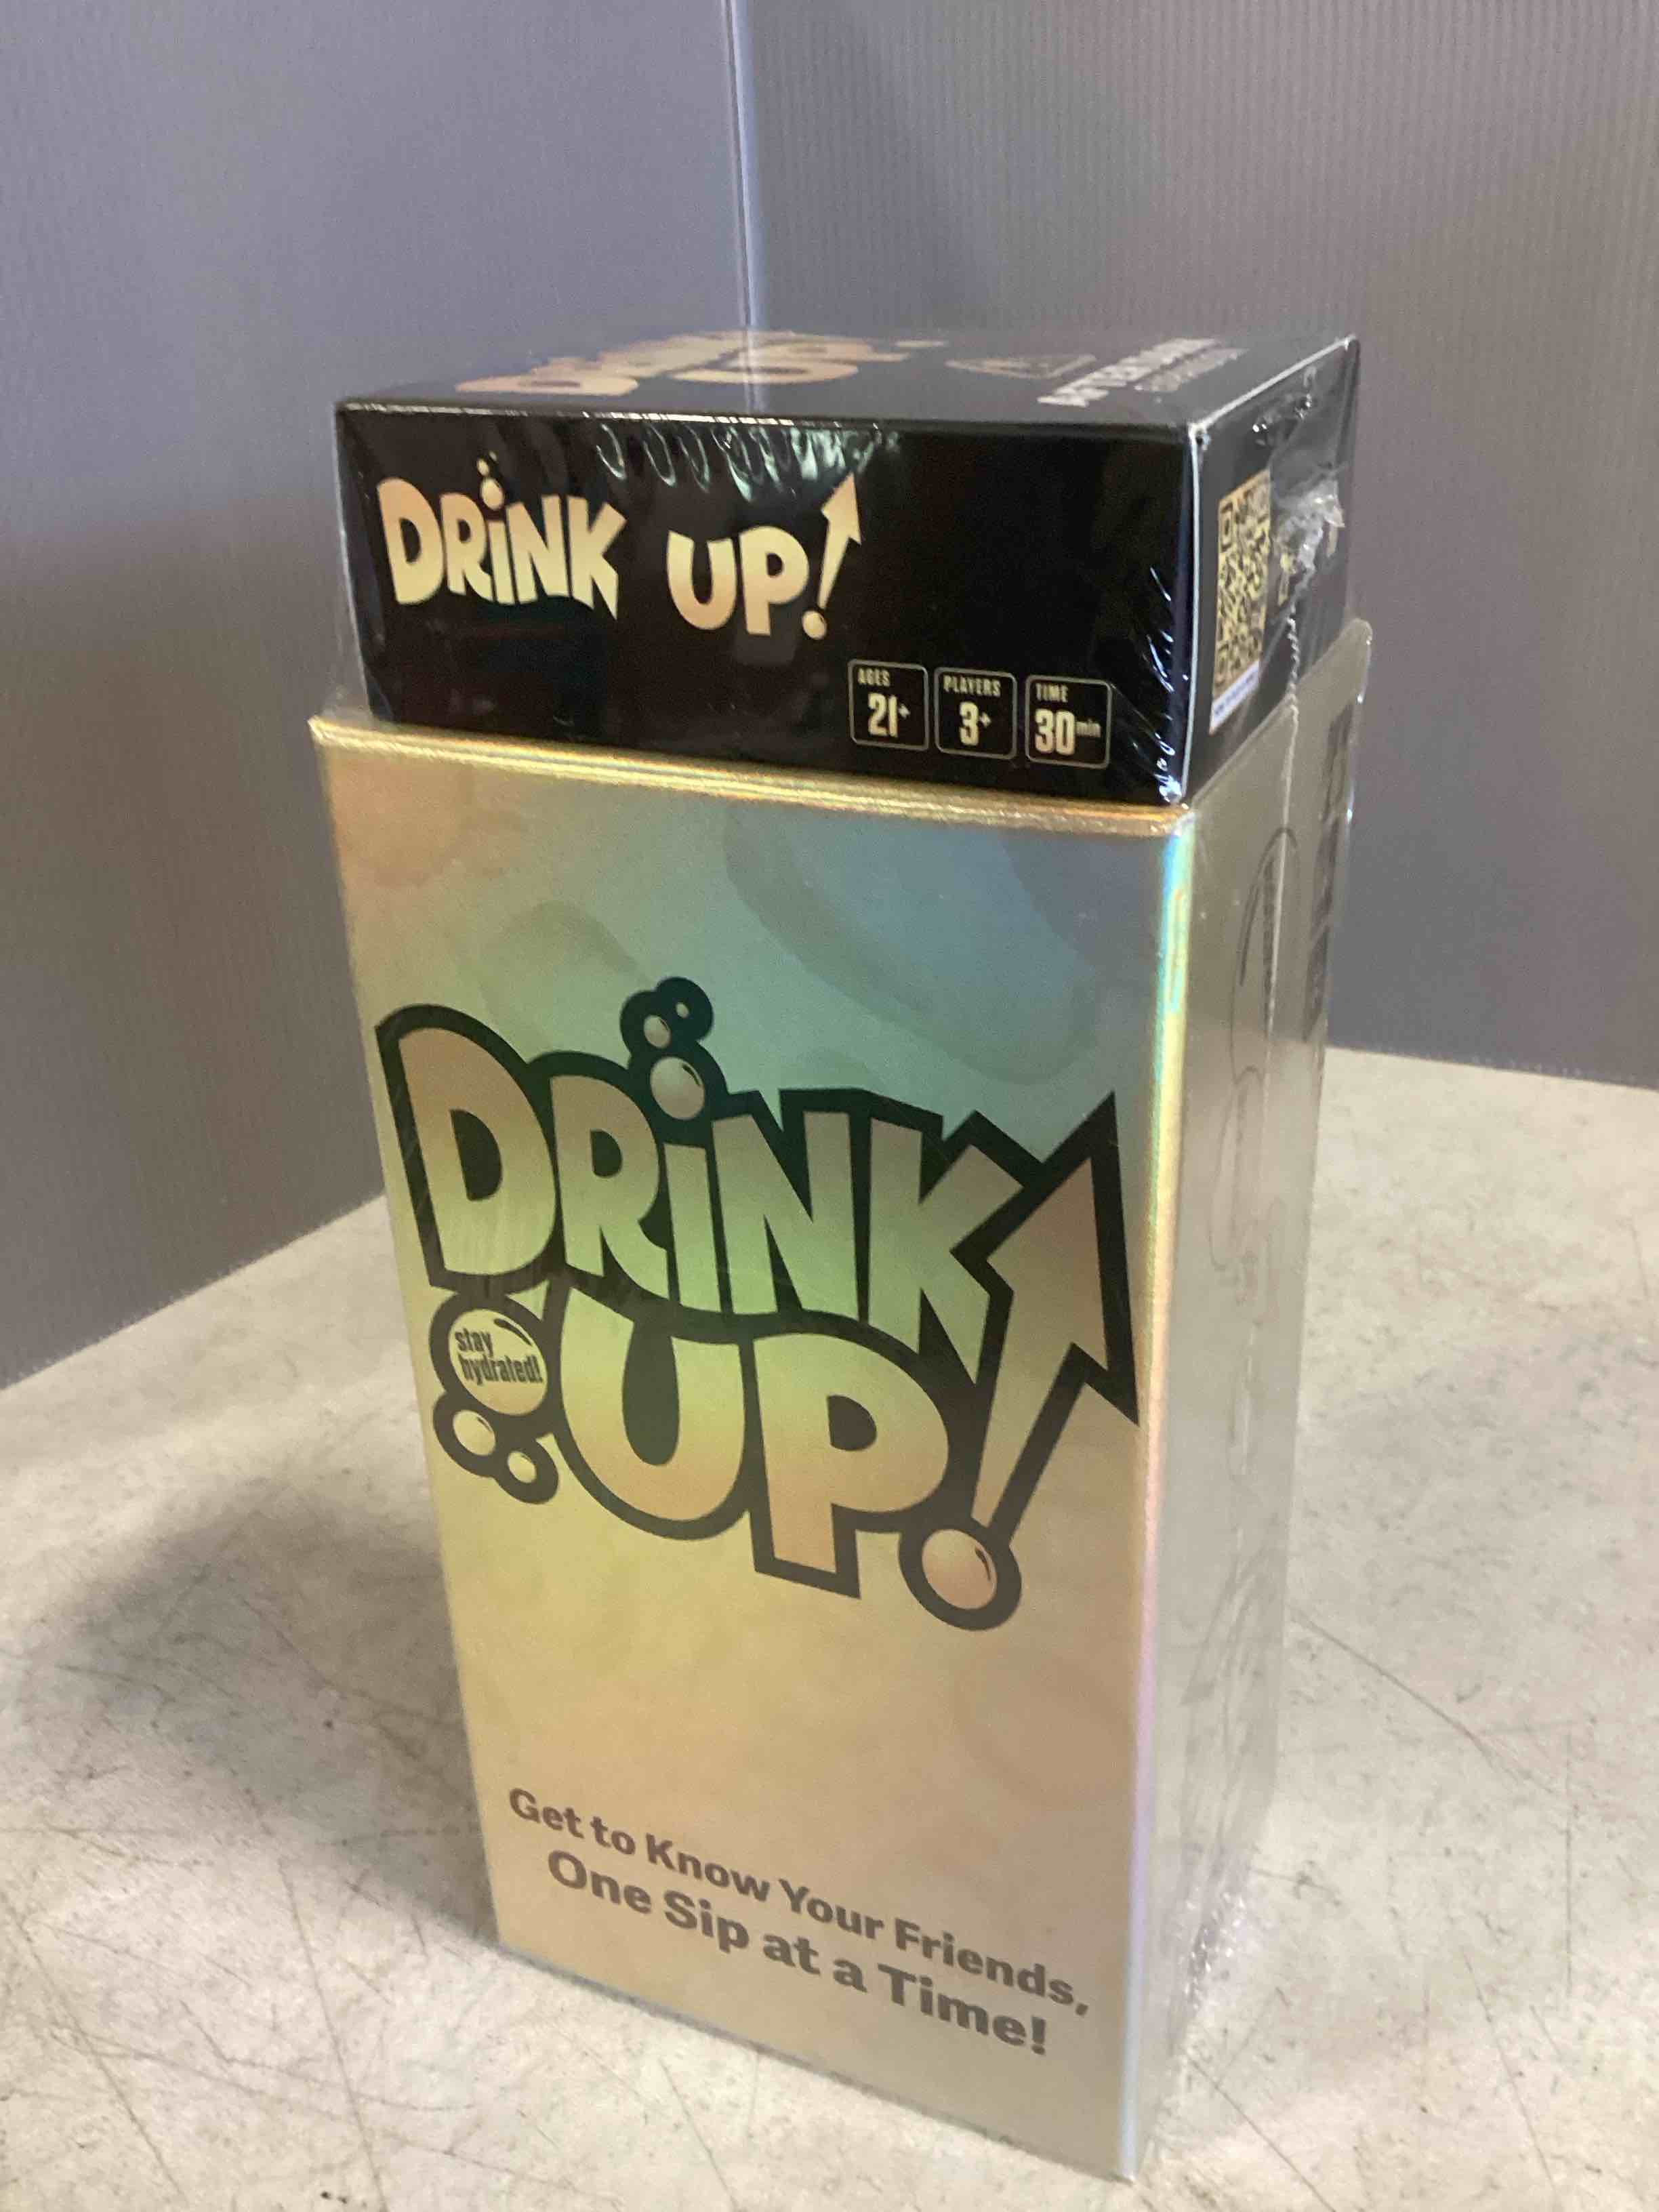 DRiNK UP!
AGES
21+
PLAYERS
3+
TIME
30min
DRiNK
UP!
stay
hydrated!
Get to Know Your Friends,
One Sip at a Time!